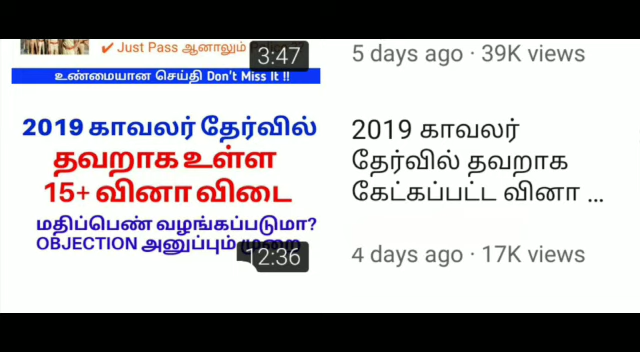 ✔ Just Pass ஆனாலும்
3:47
5 days ago · 39K views
உண்மையான செய்தி Don't Miss It !!
2019 காவலர் தேர்வில்
தவறாக உள்ள
15+ வினா விடை
மதிப்பெண் வழங்கப்படுமா?
OBJECTION அனுப்பும் முறை
12:36
2019 காவலர்
தேர்வில் தவறாக
கேட்கப்பட்ட வினா ...
4 days ago · 17K views